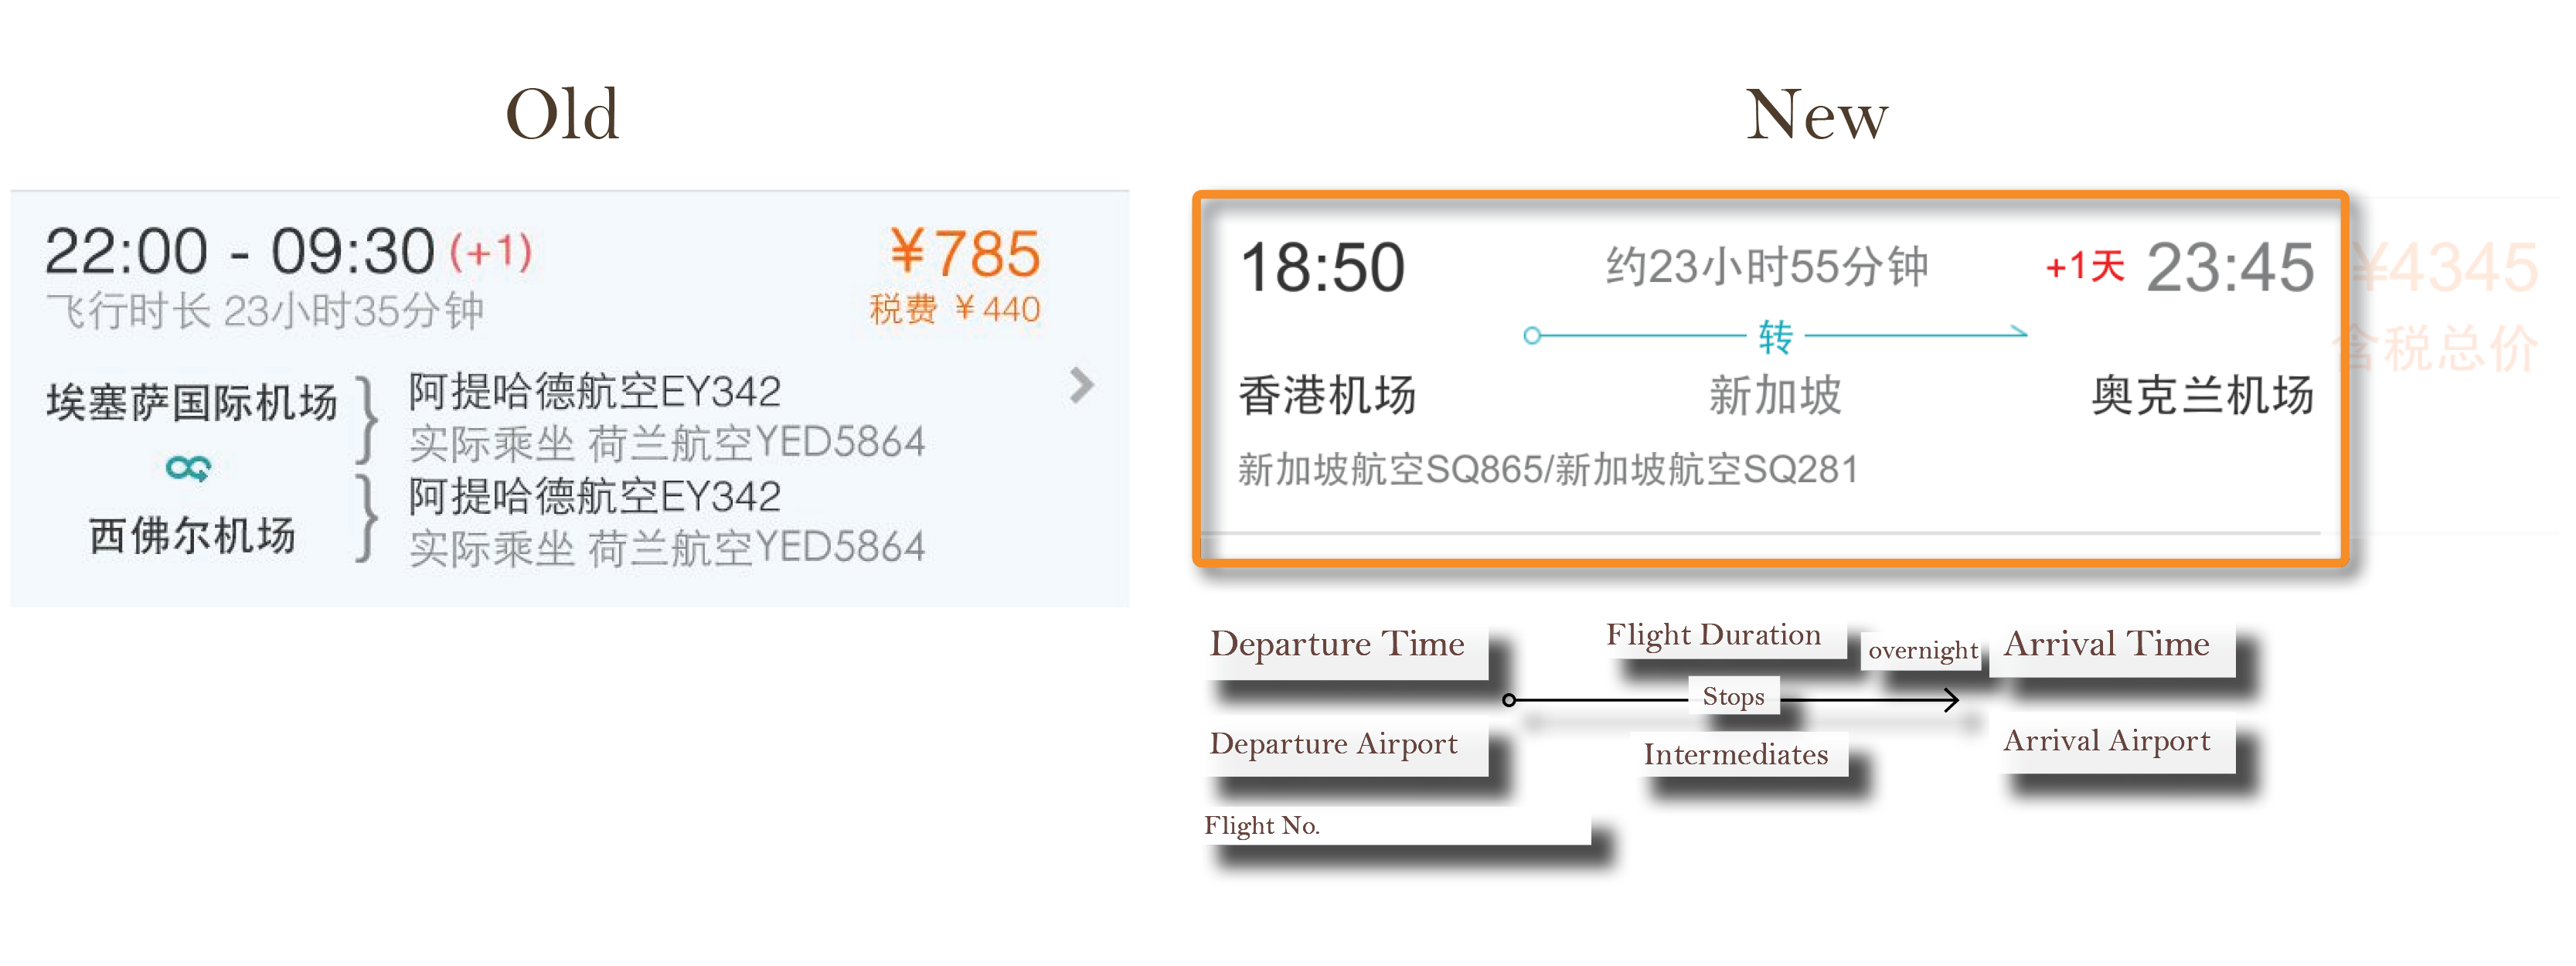 Old
22:00 - 09:30 (+1)
¥785
飞行时长 23小时35分钟
税费 ¥440
埃塞萨国际机场
阿提哈德航空EY342
实际乘坐 荷兰航空YED5864
西佛尔机场
阿提哈德航空EY342
实际乘坐 荷兰航空YED5864
New
18:50
约23小时55分钟
+1天 23:45
¥4345
含税总价
转
香港机场
新加坡
奥克兰机场
新加坡航空SQ865/新加坡航空SQ281
Departure Time
Flight Duration
overnight
Arrival Time
Stops
Departure Airport
Intermediates
Arrival Airport
Flight No.